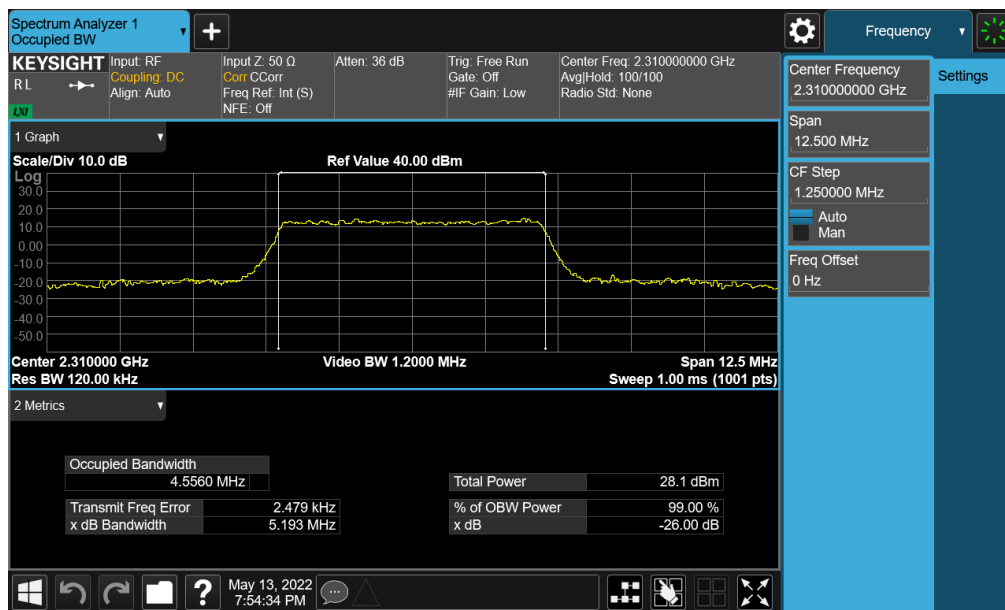 Spectrum Analyzer 1
Occupied BW
Frequency
KEYSIGHT
RL
LXI
Input: RF
Coupling: DC
Align: Auto
Input Z: 50 Ω
Corr CCorr
Freq Ref: Int (S)
NFE: Off
Atten: 36 dB
Trig: Free Run
Gate: Off
#IF Gain: Low
Center Freq: 2.310000000 GHz
Avg|Hold: 100/100
Radio Std: None
Center Frequency
2.310000000 GHz
Settings
Span
12.500 MHz
CF Step
1.250000 MHz
Auto
Man
Freq Offset
0 Hz
1 Graph
Scale/Div 10.0 dB
Ref Value 40.00 dBm
Log
30.0
20.0
10.0
0.00
-10.0
-20.0
-30.0
-40.0
-50.0
Center 2.310000 GHz
Video BW 1.2000 MHz
Span 12.5 MHz
Res BW 120.00 kHz
Sweep 1.00 ms (1001 pts)
2 Metrics
Occupied Bandwidth
4.5560 MHz
Total Power
28.1 dBm
Transmit Freq Error
2.479 kHz
% of OBW Power
99.00 %
x dB Bandwidth
5.193 MHz
x dB
-26.00 dB
?
May 13, 2022
7:54:34 PM